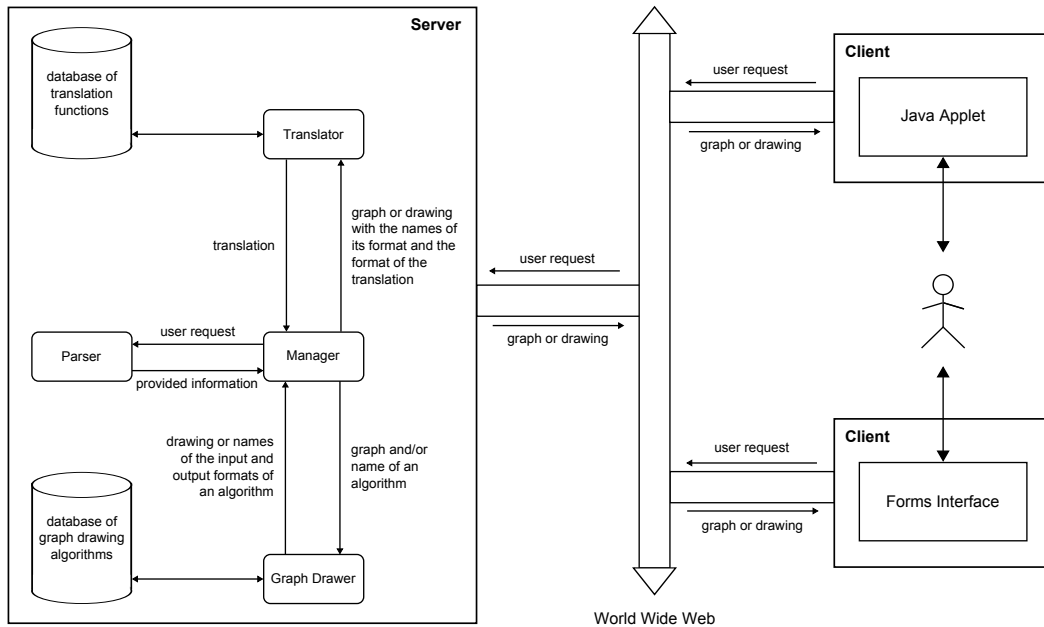 Server
database of
translation
functions
Translator
translation
graph or drawing
with the names of
its format and the
format of the
translation
Parser
user request
provided information
Manager
drawing or names
of the input and
output formats of
an algorithm
graph and/or
name of an
algorithm
database of
graph drawing
algorithms
Graph Drawer
user request
graph or drawing
World Wide Web
user request
graph or drawing
Client
Java Applet
user request
graph or drawing
Client
Forms Interface